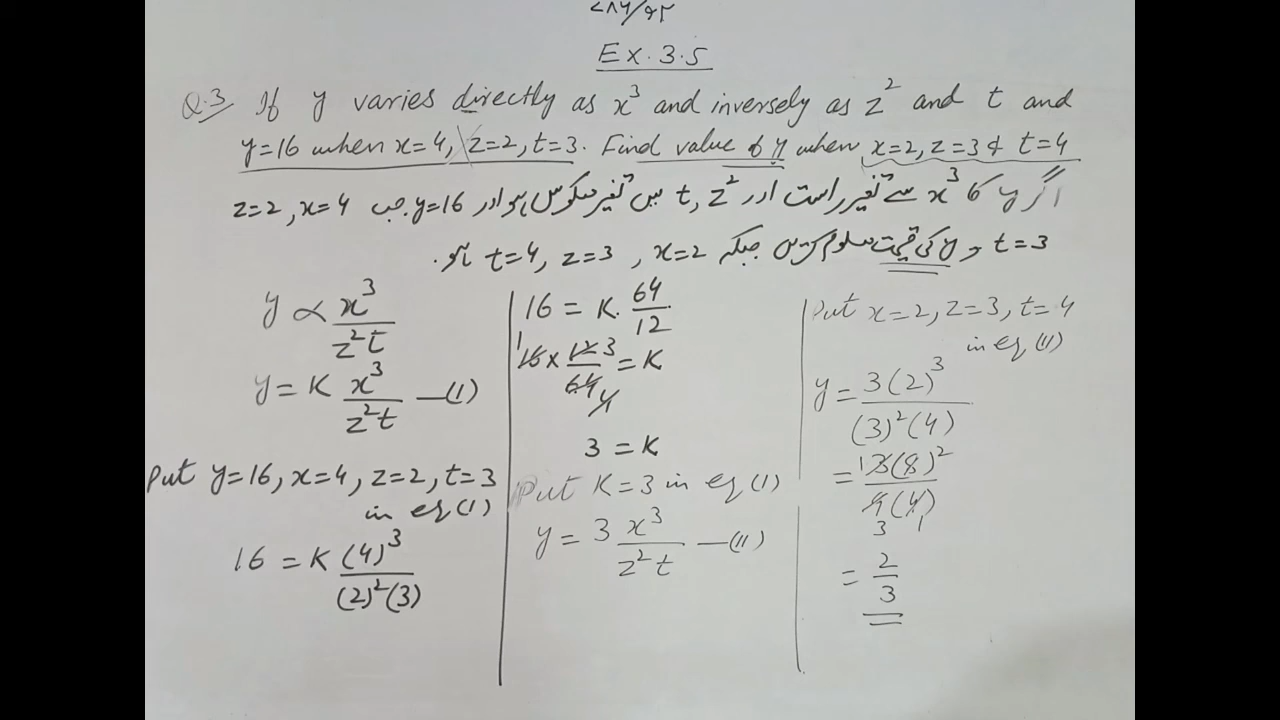 ۷۸۶/۹۲
Ex.3.5
Q.3 If y varies directly as x³ and inversely as z² and t and
y=16 when x=4, z=2, t=3. Find value of y when x=2, z=3 & t=4
اگر y کا x³ سے تغیر راست اور z², t میں تغیر معکوس ہو اور y=16 جب z=2, x=4
t=3 تو y کی قیمت معلوم کریں جبکہ x=2, z=3, t=4 ہو.
y ∝ x³/z²t
y = K x³/z²t —(I)
Put y=16, x=4, z=2, t=3
in eq (I)
16 = K (4)³/(2)²(3)
16 = K. 64/12
16 × 12/64 = K
3 = K
Put K=3 in eq (I)
y = 3 x³/z²t —(II)
Put x=2, z=3, t=4
in eq (II)
y = 3(2)³/(3)²(4)
= 3(8)²/9(4)
= 2/3